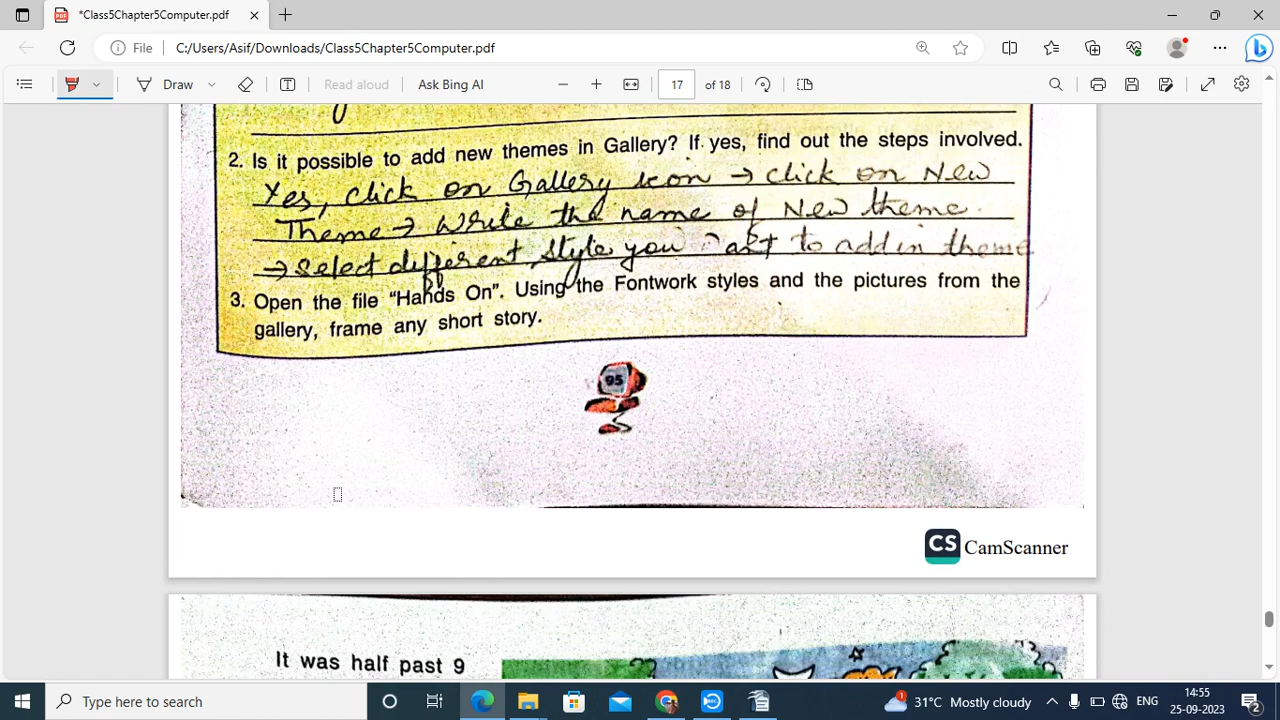 *Class5Chapter5Computer.pdf
File C:/Users/Asif/Downloads/Class5Chapter5Computer.pdf
Draw Read aloud Ask Bing AI 17 of 18
2. Is it possible to add new themes in Gallery? If yes, find out the steps involved.
Yes, click on Gallery icon → click on New
Theme → Write the name of New theme.
→ Select different style you want to add in theme
3. Open the file "Hands On". Using the Fontwork styles and the pictures from the
gallery, frame any short story.
95
CS CamScanner
It was half past 9
Type here to search
1
31°C Mostly cloudy ENG
14:55
25-09-2023
2